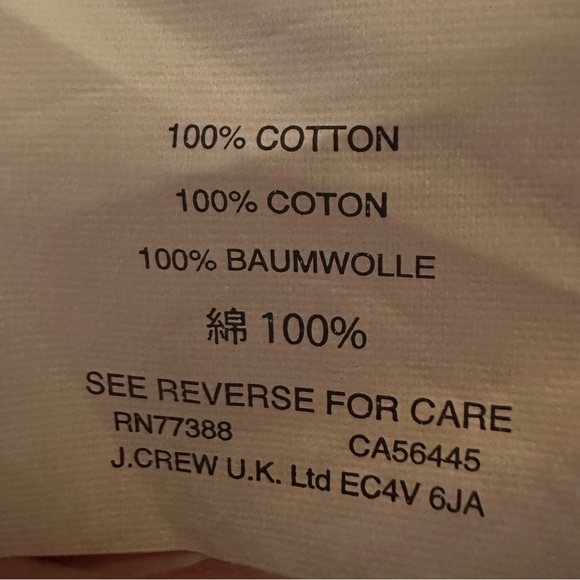 100% COTTON
100% COTON
100% BAUMWOLLE
綿 100%
SEE REVERSE FOR CARE
RN77388 CA56445
J.CREW U.K. Ltd EC4V 6JA